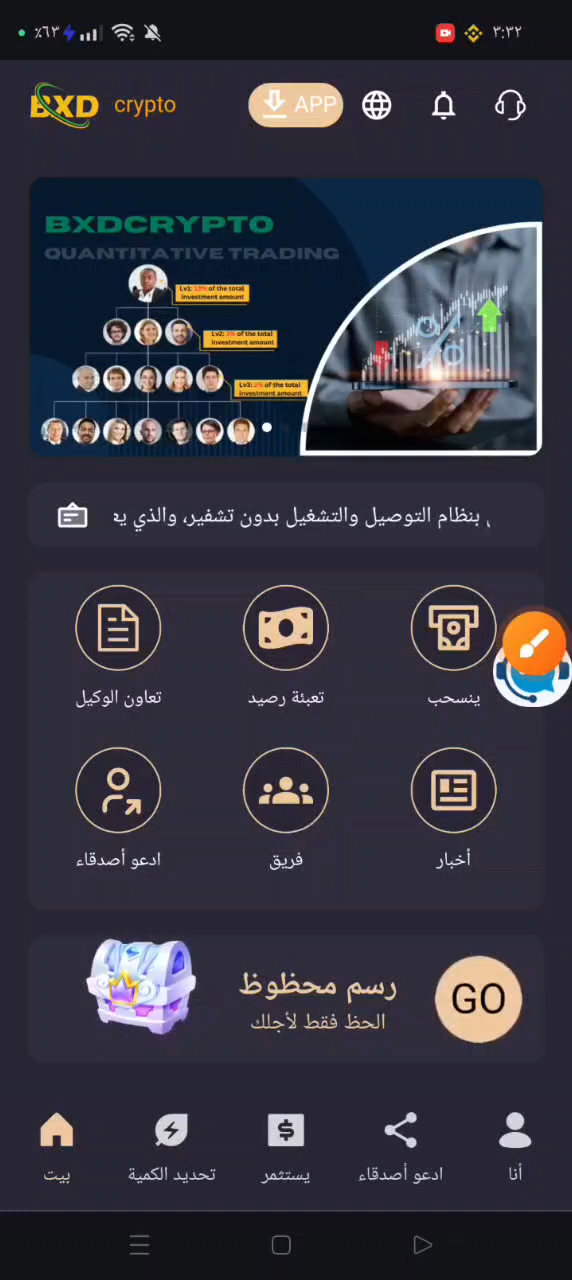 ٪٦٣
٣:٣٢
BXD crypto
APP
BXDCRYPTO
QUANTITATIVE TRADING
Lv1: 13% of the total
investment amount
Lv2: 3% of the total
investment amount
Lv3: 2% of the total
investment amount
بنظام التوصيل والتشغيل بدون تشفير، والذي يع
ينسحب
تعبئة رصيد
تعاون الوكيل
أخبار
فريق
ادعو أصدقاء
رسم محظوظ
الحظ فقط لأجلك
GO
أنا
ادعو أصدقاء
يستثمر
تحديد الكمية
بيت